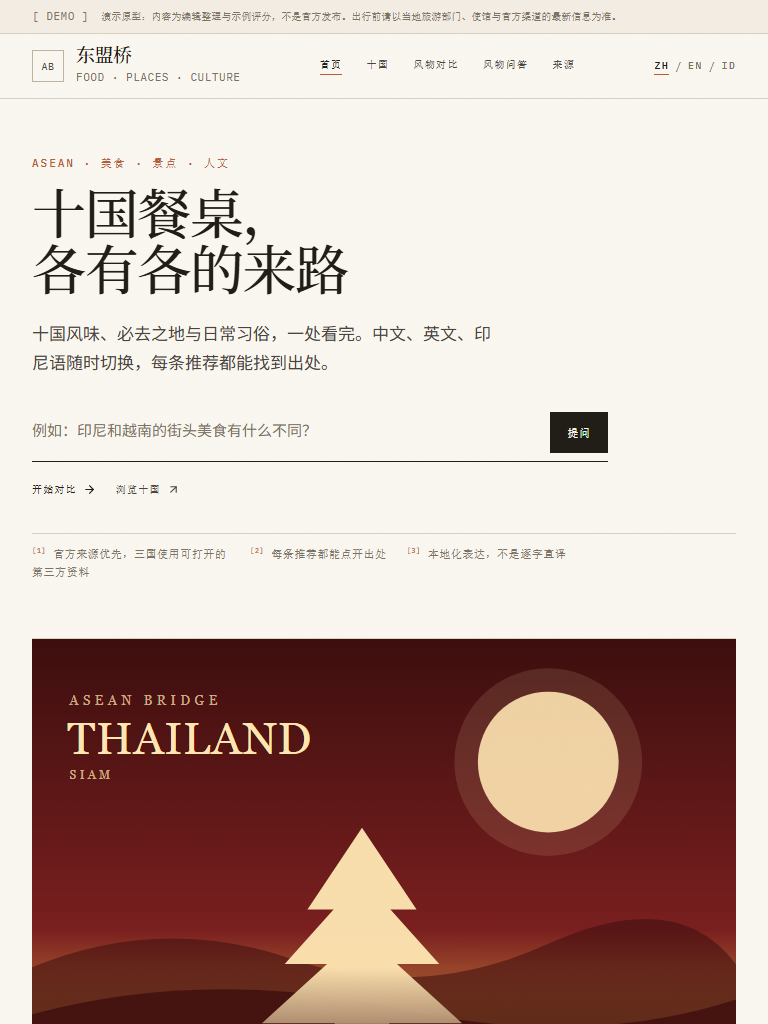 [ DEMO ] 演示原型：内容为编辑整理与示例评分，不是官方发布。出行前请以当地旅游部门、使馆与官方渠道的最新信息为准。
AB
东盟桥
FOOD · PLACES · CULTURE
首页 十国 风物对比 风物问答 来源
ZH / EN / ID
ASEAN · 美食 · 景点 · 人文
十国餐桌，
各有各的来路
十国风味、必去之地与日常习俗，一处看完。中文、英文、印
尼语随时切换，每条推荐都能找到出处。
例如：印尼和越南的街头美食有什么不同？
提问
开始对比 → 浏览十国 ↗
[1] 官方来源优先，三国使用可打开的
第三方资料
[2] 每条推荐都能点开出处
[3] 本地化表达，不是逐字直译
ASEAN BRIDGE
THAILAND
SIAM